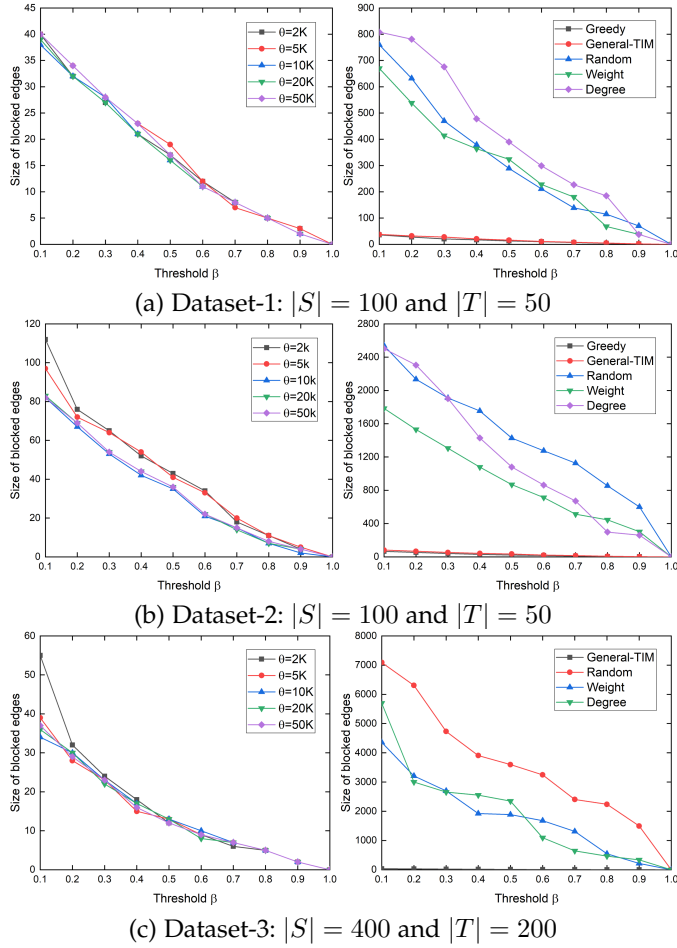 45
40
35
30
25
20
15
10
5
0
Size of blocked edges
0.1 0.2 0.3 0.4 0.5 0.6 0.7 0.8 0.9 1.0
Threshold β
θ=2K
θ=5K
θ=10K
θ=20K
θ=50K
900
800
700
600
500
400
300
200
100
0
Size of blocked edges
0.1 0.2 0.3 0.4 0.5 0.6 0.7 0.8 0.9 1.0
Threshold β
Greedy
General-TIM
Random
Weight
Degree
(a) Dataset-1: |S| = 100 and |T| = 50
120
100
80
60
40
20
0
Size of blocked edges
0.1 0.2 0.3 0.4 0.5 0.6 0.7 0.8 0.9 1.0
Threshold β
θ=2k
θ=5k
θ=10k
θ=20k
θ=50k
2800
2400
2000
1600
1200
800
400
0
Size of blocked edges
0.1 0.2 0.3 0.4 0.5 0.6 0.7 0.8 0.9 1.0
Threshold β
Greedy
General-TIM
Random
Weight
Degree
(b) Dataset-2: |S| = 100 and |T| = 50
60
50
40
30
20
10
0
Size of blocked edges
0.1 0.2 0.3 0.4 0.5 0.6 0.7 0.8 0.9 1.0
Threshold β
θ=2K
θ=5K
θ=10K
θ=20K
θ=50K
8000
7000
6000
5000
4000
3000
2000
1000
0
Size of blocked edges
0.1 0.2 0.3 0.4 0.5 0.6 0.7 0.8 0.9 1.0
Threshold β
General-TIM
Random
Weight
Degree
(c) Dataset-3: |S| = 400 and |T| = 200